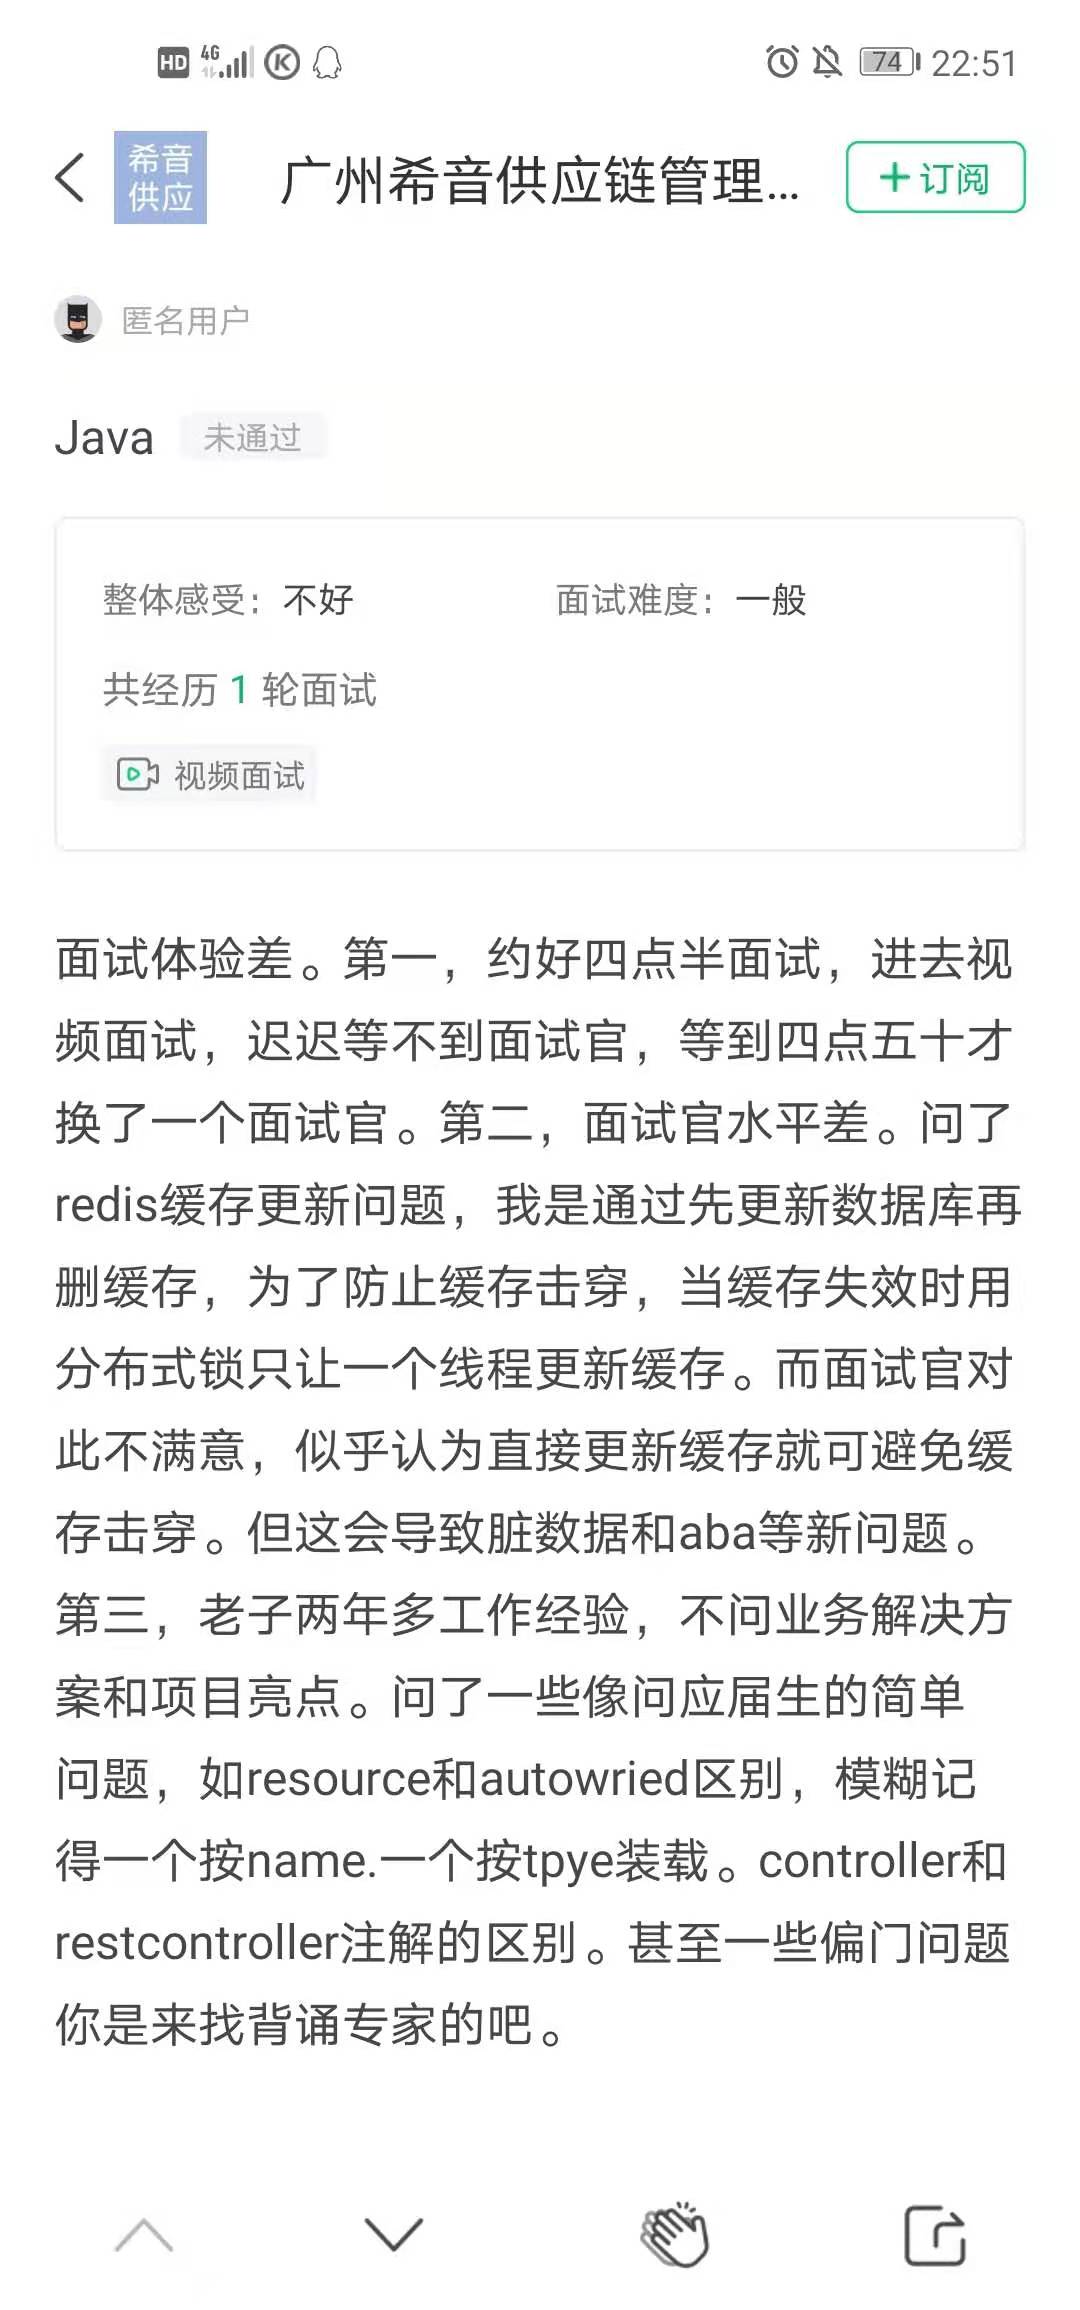 HD 4G K 74 22:51
希音
供应
广州希音供应链管理...
+订阅
匿名用户
Java 未通过
整体感受：不好 面试难度：一般
共经历 1 轮面试
视频面试
面试体验差。第一，约好四点半面试，进去视
频面试，迟迟等不到面试官，等到四点五十才
换了一个面试官。第二，面试官水平差。问了
redis缓存更新问题，我是通过先更新数据库再
删缓存，为了防止缓存击穿，当缓存失效时用
分布式锁只让一个线程更新缓存。而面试官对
此不满意，似乎认为直接更新缓存就可避免缓
存击穿。但这会导致脏数据和aba等新问题。
第三，老子两年多工作经验，不问业务解决方
案和项目亮点。问了一些像问应届生的简单
问题，如resource和autowried区别，模糊记
得一个按name.一个按tpye装载。controller和
restcontroller注解的区别。甚至一些偏门问题
你是来找背诵专家的吧。